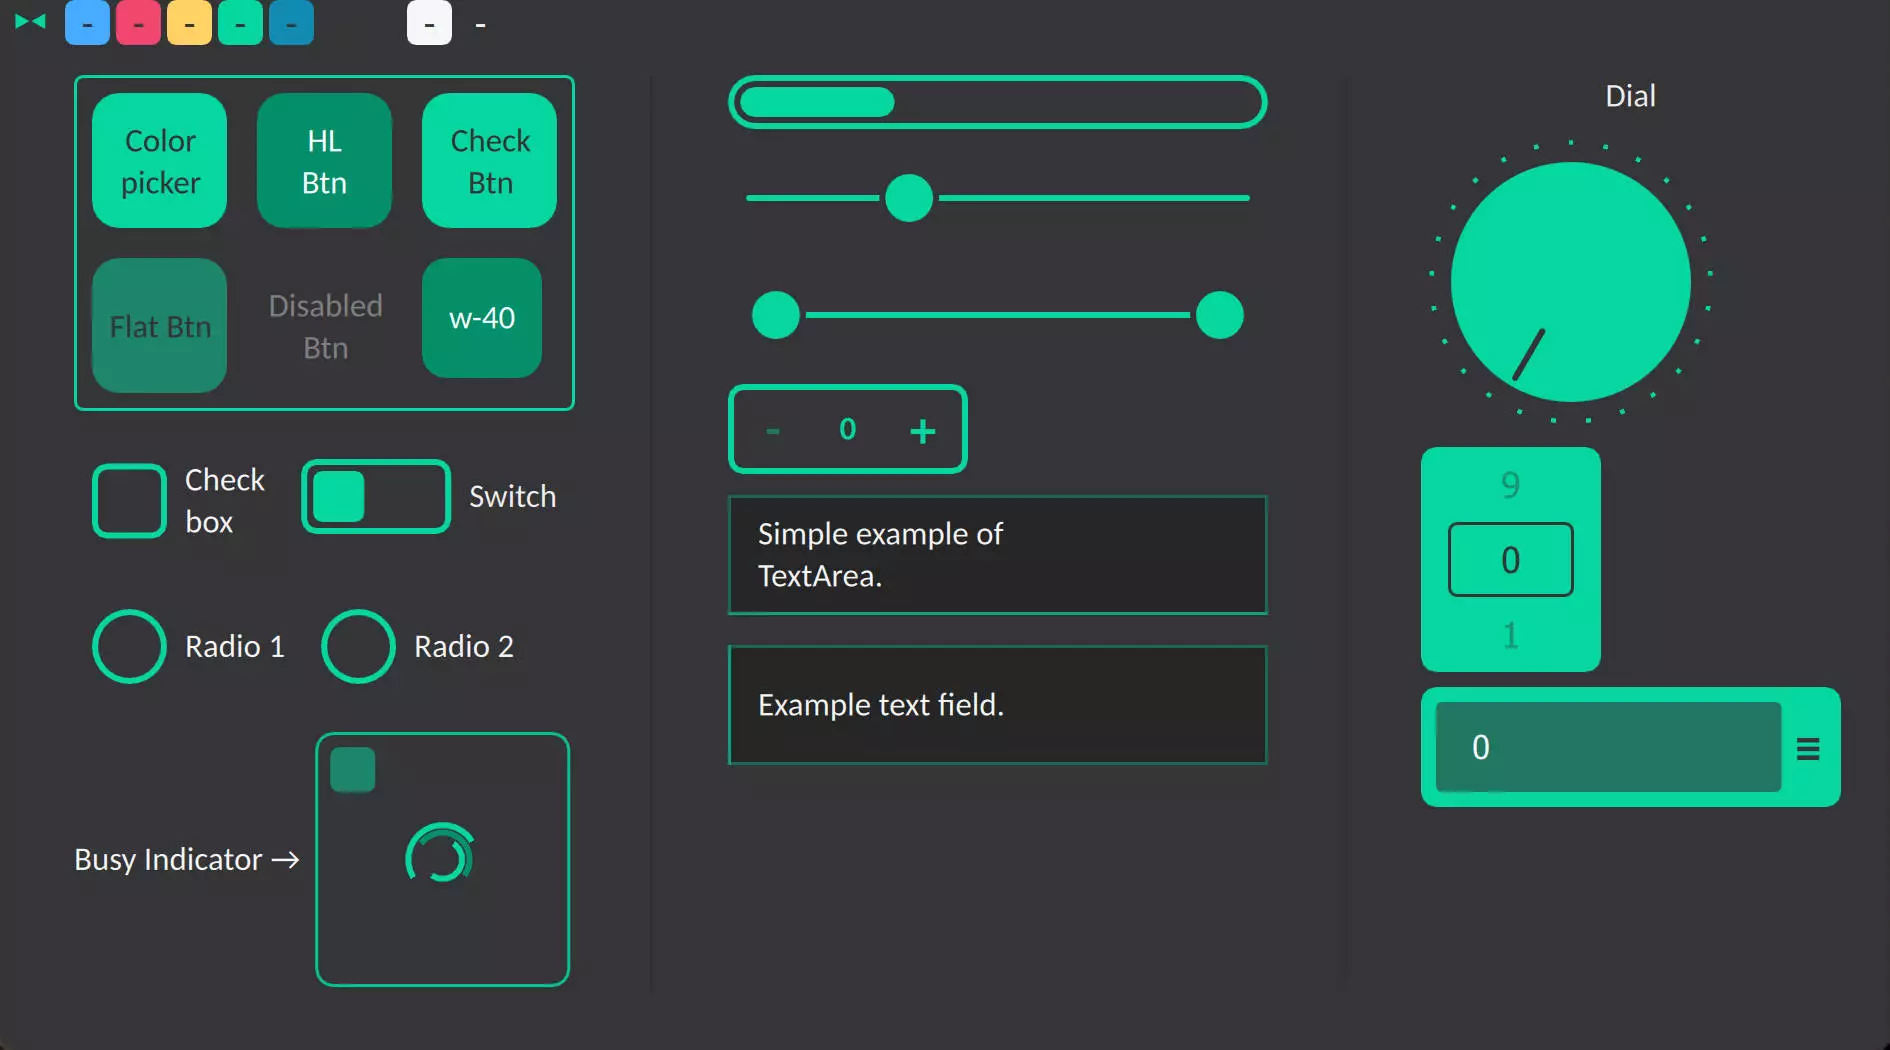 - - - - - - -
Color
picker
HL
Btn
Check
Btn
Flat Btn
Disabled
Btn
w-40
Check
box
Switch
Radio 1
Radio 2
Busy Indicator →
- 0 +
Simple example of
TextArea.
Example text field.
Dial
9
0
1
0